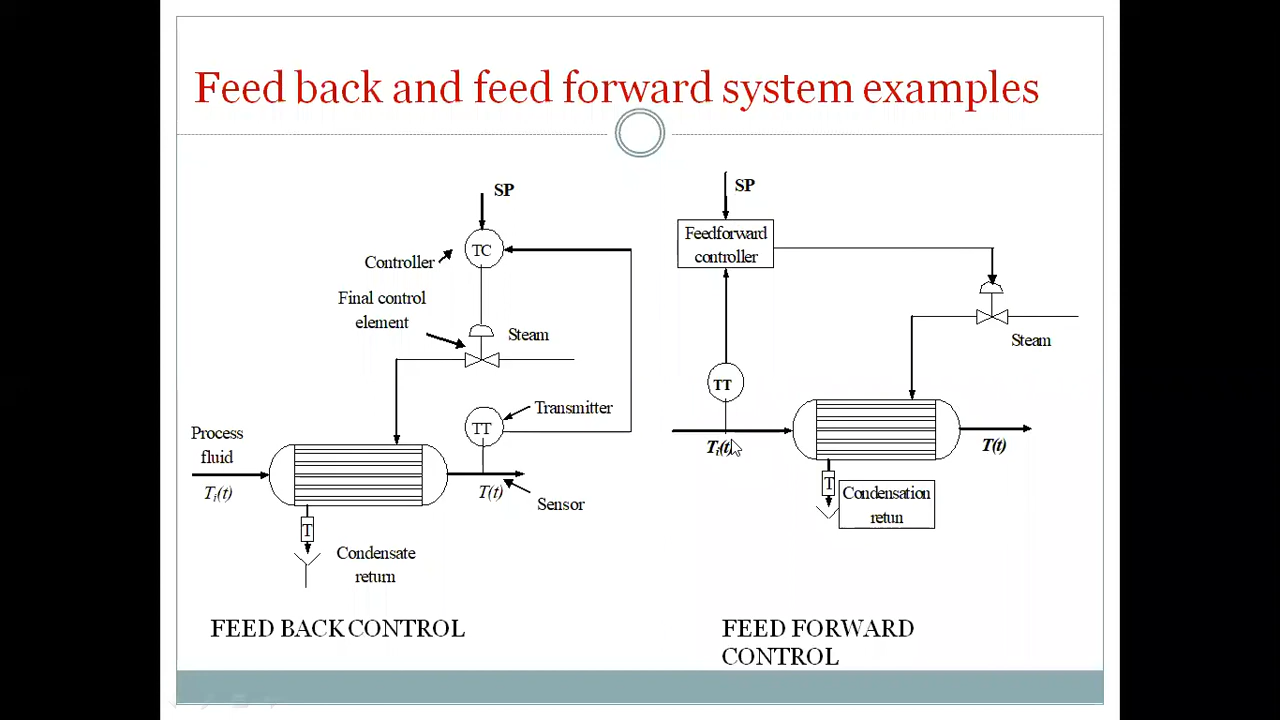 Feed back and feed forward system examples
SP
TC
Controller
Final control
element
Steam
Transmitter
TT
Process
fluid
Ti(t)
T(t)
Sensor
T
Condensate
return
FEED BACK CONTROL
SP
Feedforward
controller
Steam
TT
Ti(t)
T(t)
T
Condensation
retun
FEED FORWARD
CONTROL